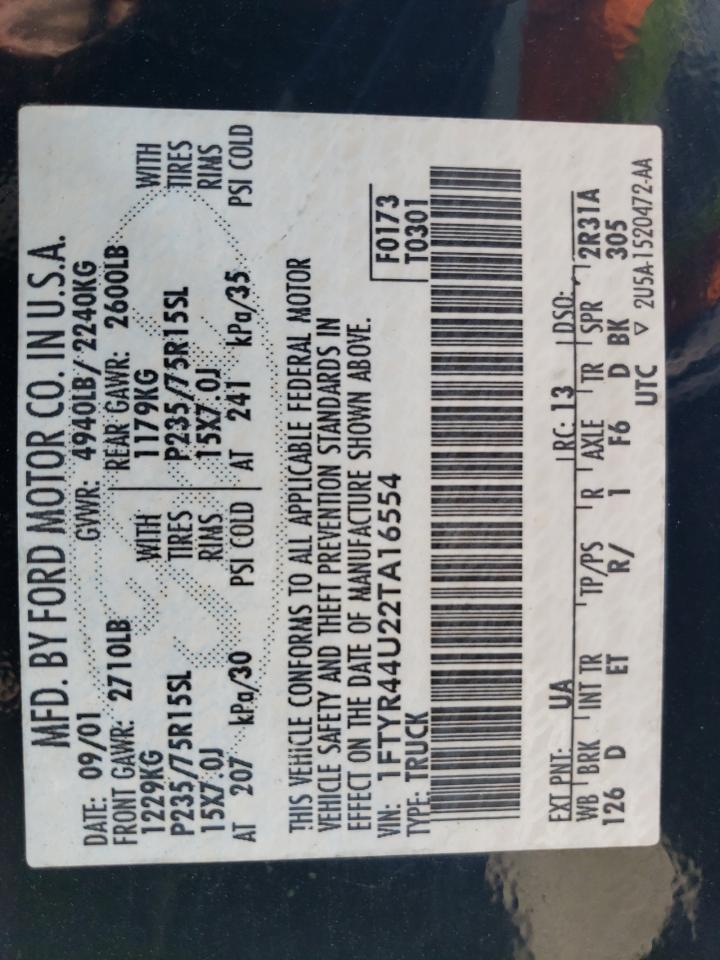 MFD. BY FORD MOTOR CO. IN U.S.A.
DATE: 09/01 GVWR: 4940LB/ 2240KG
FRONT GAWR: 2710LB REAR GAWR: 2600LB
1229KG WITH 1179KG WITH
P235/75R15SL TIRES P235/75R15SL TIRES
15X7.0J RIMS 15X7.0J RIMS
AT 207 kPa/30 PSI COLD AT 241 kPa/35 PSI COLD
THIS VEHICLE CONFORMS TO ALL APPLICABLE FEDERAL MOTOR
VEHICLE SAFETY AND THEFT PREVENTION STANDARDS IN
EFFECT ON THE DATE OF MANUFACTURE SHOWN ABOVE.
VIN: 1FTYR44U22TA16554 F0173
TYPE: TRUCK T0301
EXT PNT: UA RC: 13 DSO:
WB BRK INT TR TP/PS R AXLE TR SPR 2R31A
126 D ET R/ 1 F6 D BK 305
UTC ▽ 2U5A-1520472-AA